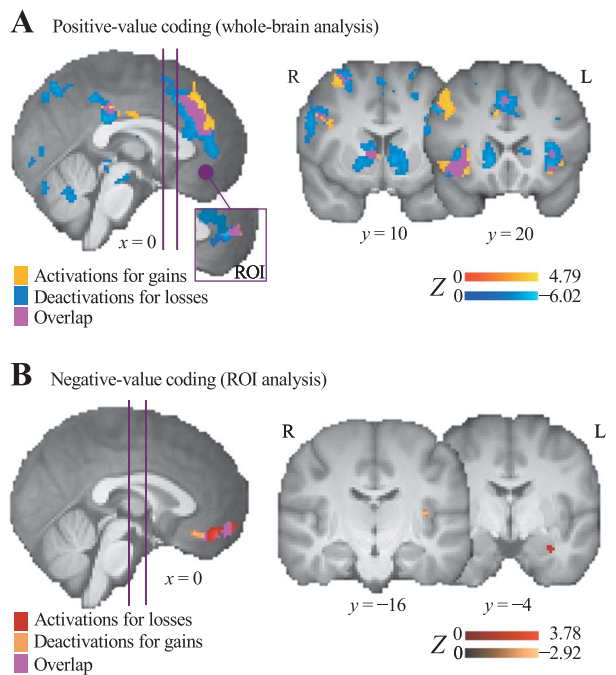 A Positive-value coding (whole-brain analysis)
R
L
x = 0
y = 10
y = 20
ROI
Activations for gains
Deactivations for losses
Overlap
Z
0 4.79
0 −6.02
B Negative-value coding (ROI analysis)
R
L
x = 0
y = −16
y = −4
Activations for losses
Deactivations for gains
Overlap
Z
0 3.78
0 −2.92